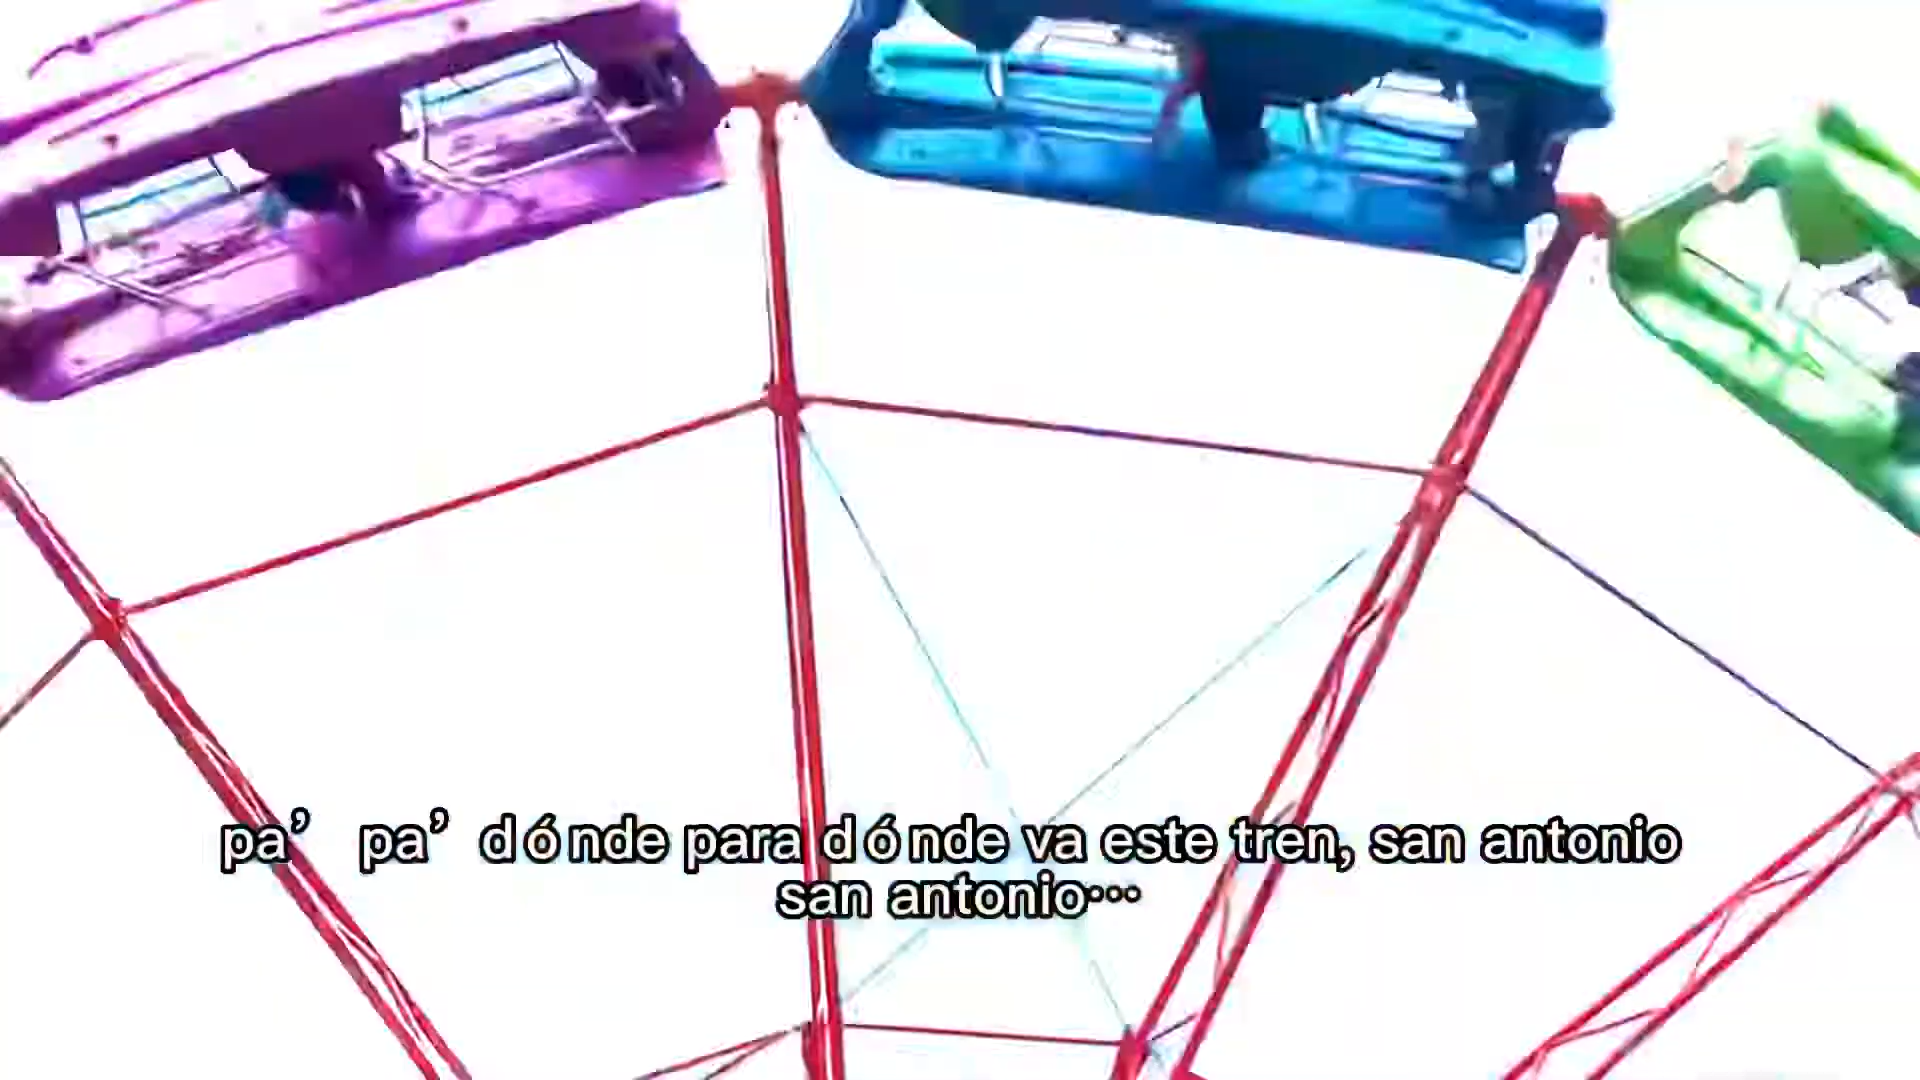 pa’ pa’ dónde para dónde va este tren, san antonio
san antonio…